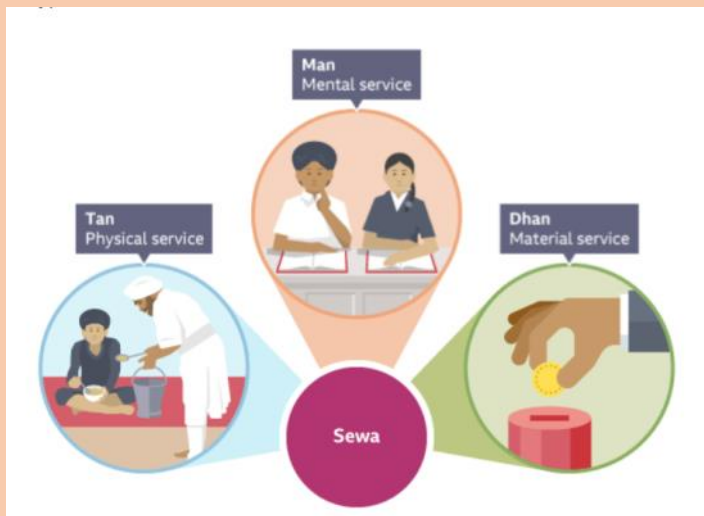 Man
Mental service
Tan
Physical service
Dhan
Material service
Sewa